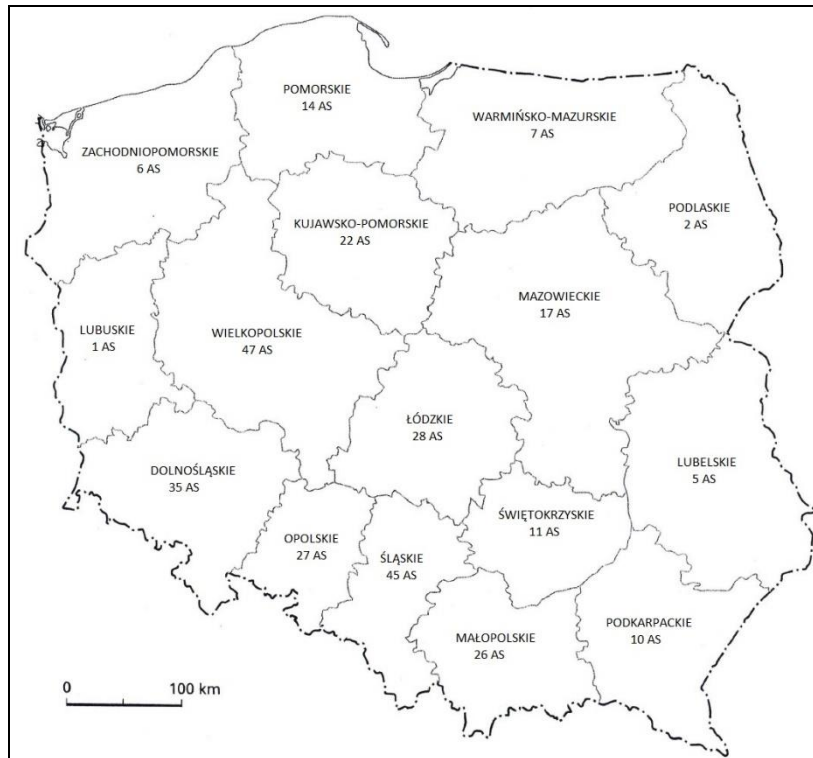 POMORSKIE
14 AS
WARMIŃSKO-MAZURSKIE
7 AS
ZACHODNIOPOMORSKIE
6 AS
PODLASKIE
2 AS
KUJAWSKO-POMORSKIE
22 AS
MAZOWIECKIE
17 AS
LUBUSKIE
1 AS
WIELKOPOLSKIE
47 AS
ŁÓDZKIE
28 AS
LUBELSKIE
5 AS
DOLNOŚLĄSKIE
35 AS
ŚWIĘTOKRZYSKIE
11 AS
OPOLSKIE
27 AS
ŚLĄSKIE
45 AS
PODKARPACKIE
10 AS
MAŁOPOLSKIE
26 AS
0 100 km